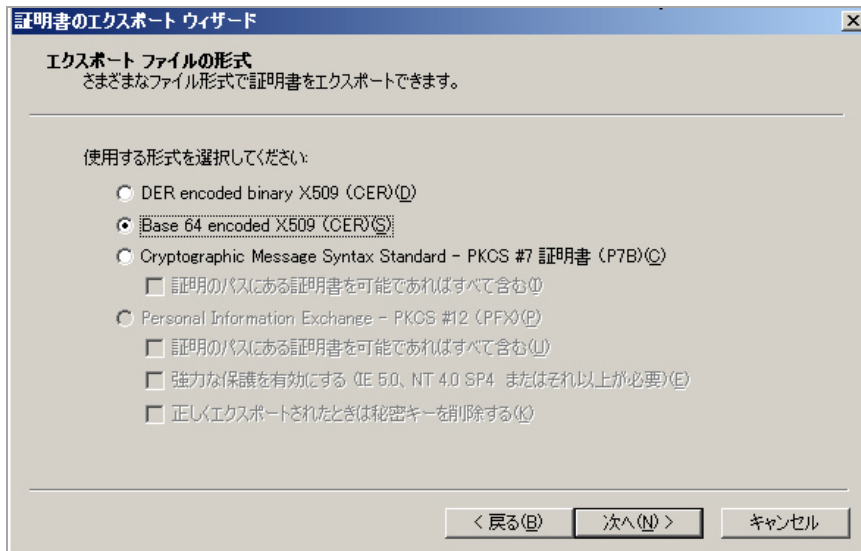 証明書のエクスポート ウィザード
エクスポート ファイルの形式
さまざまなファイル形式で証明書をエクスポートできます。
使用する形式を選択してください:
DER encoded binary X509 (CER)(D)
Base 64 encoded X509 (CER)(S)
Cryptographic Message Syntax Standard - PKCS #7 証明書 (P7B)(C)
証明のパスにある証明書を可能であればすべて含む(I)
Personal Information Exchange - PKCS #12 (PFX)(P)
証明のパスにある証明書を可能であればすべて含む(U)
強力な保護を有効にする (IE 5.0、NT 4.0 SP4 またはそれ以上が必要)(E)
正しくエクスポートされたときは秘密キーを削除する(K)
< 戻る(B) 次へ(N) > キャンセル